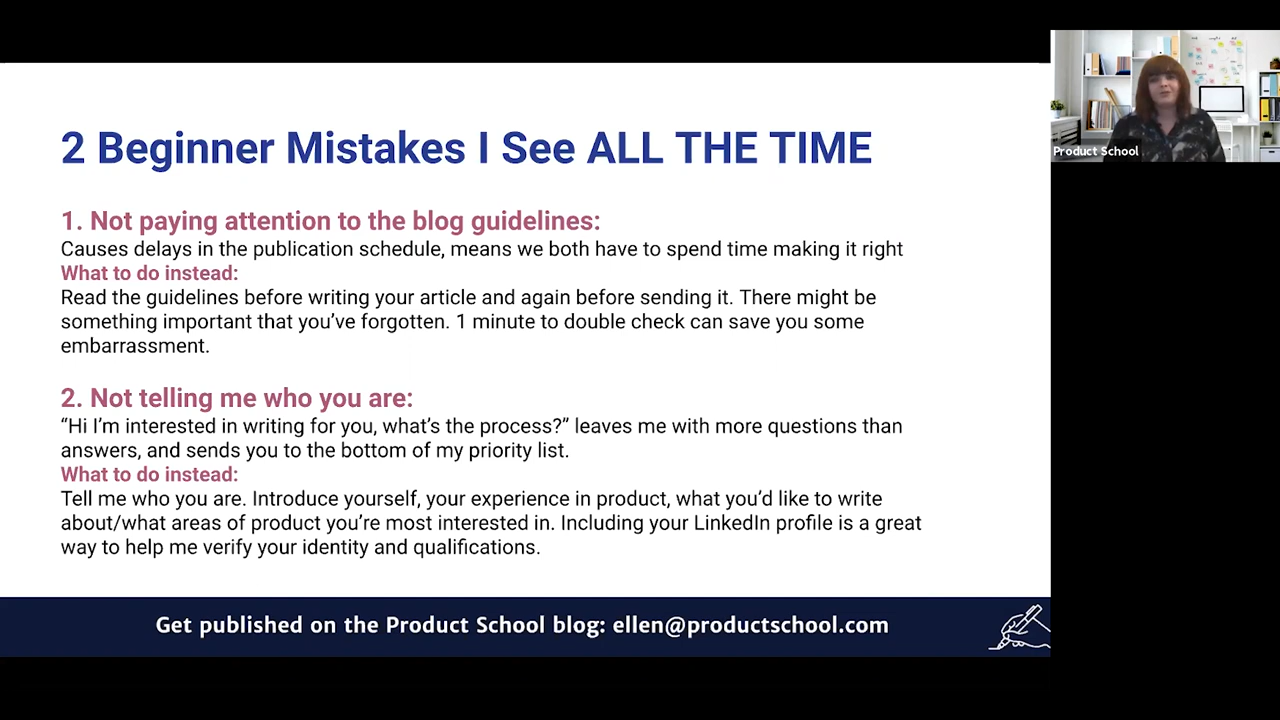 2 Beginner Mistakes I See ALL THE TIME
1. Not paying attention to the blog guidelines:
Causes delays in the publication schedule, means we both have to spend time making it right
What to do instead:
Read the guidelines before writing your article and again before sending it. There might be
something important that you’ve forgotten. 1 minute to double check can save you some
embarrassment.
2. Not telling me who you are:
“Hi I’m interested in writing for you, what’s the process?” leaves me with more questions than
answers, and sends you to the bottom of my priority list.
What to do instead:
Tell me who you are. Introduce yourself, your experience in product, what you’d like to write
about/what areas of product you’re most interested in. Including your LinkedIn profile is a great
way to help me verify your identity and qualifications.
Get published on the Product School blog: ellen@productschool.com
Product School